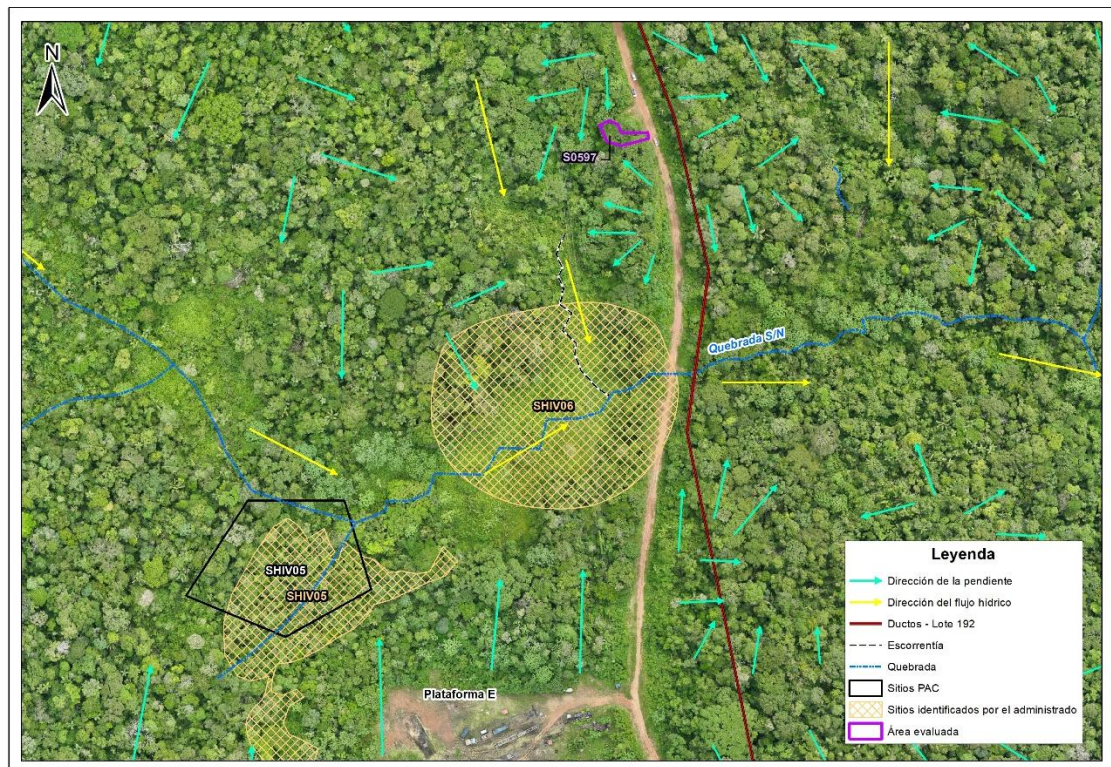 N
S0597
Quebrada S/N
SHIV06
SHIV05
SHIV05
Plataforma E
Leyenda
Dirección de la pendiente
Dirección del flujo hídrico
Ductos - Loto 192
Escorrentía
Quebrada
Sitios PAC
Sitios identificados por el administrado
Área evaluada